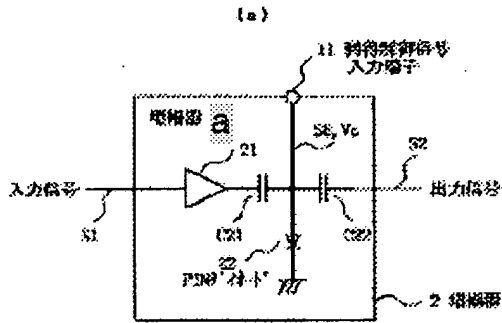 (a)
11 利得制御信号
入力端子
増幅器 a
21
SE, Vc
S2
入力信号
出力信号
S1
C21
C22
22
PINダイオード
2 増幅器